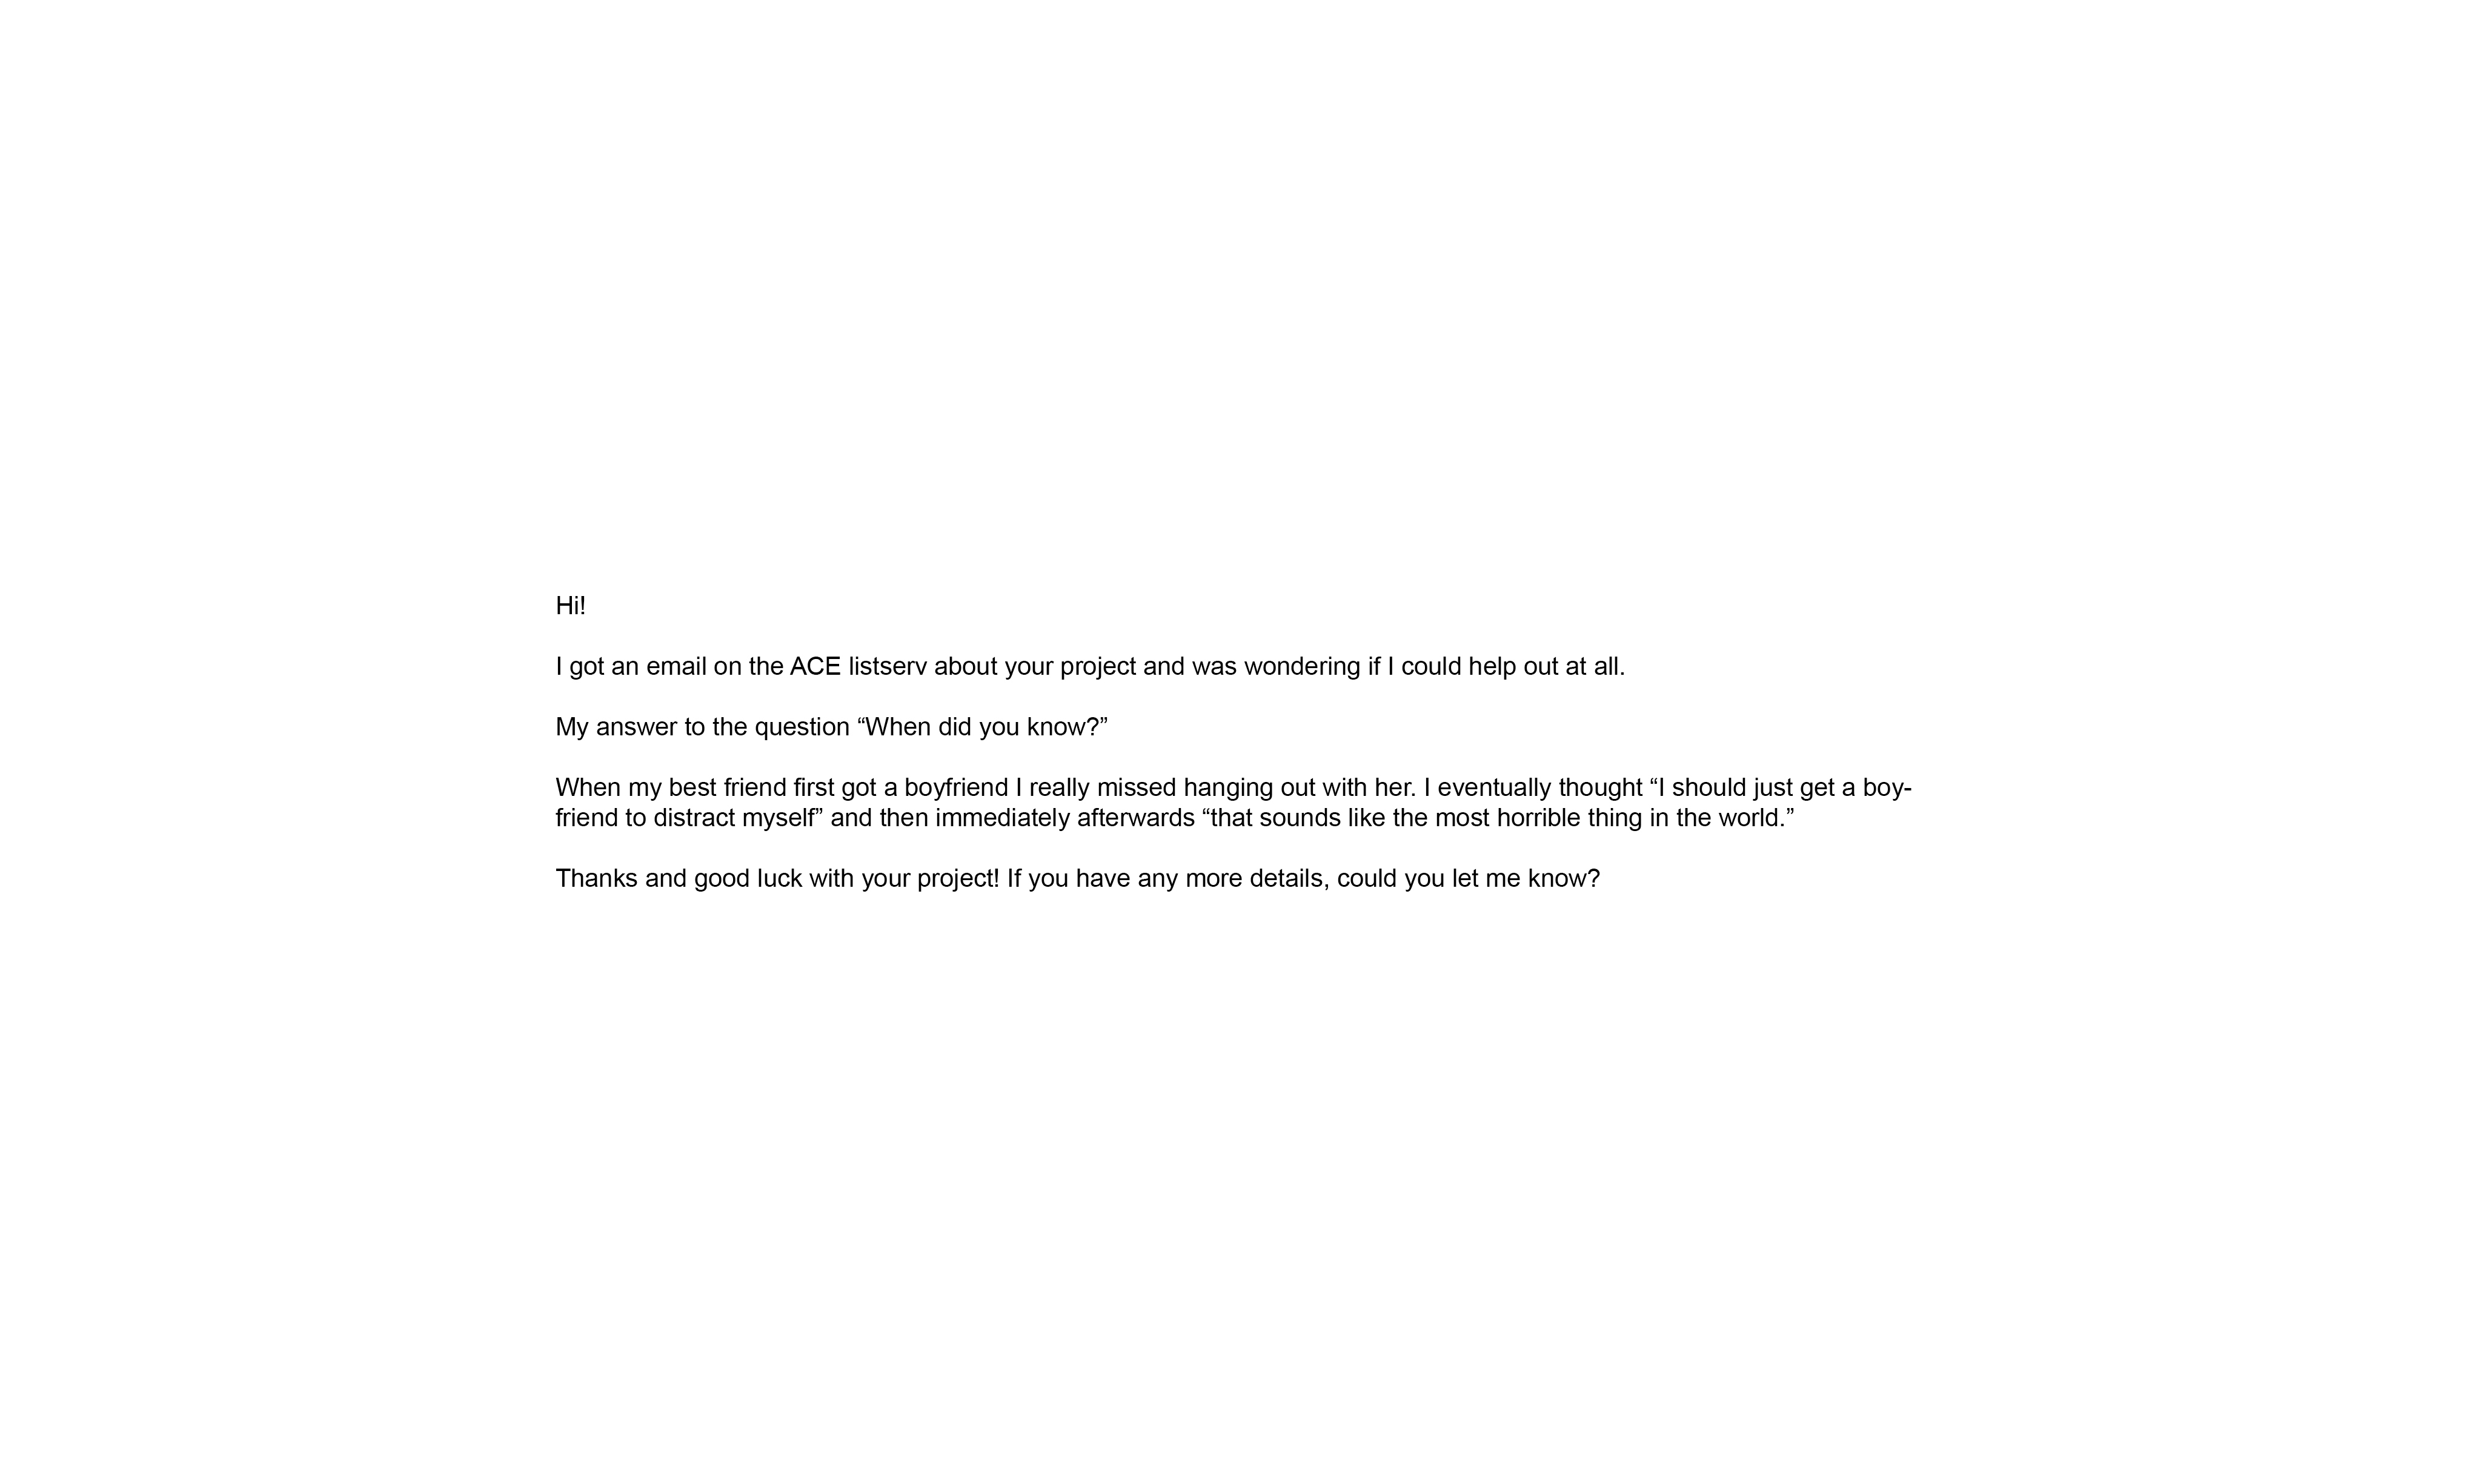 Hi!
I got an email on the ACE listserv about your project and was wondering if I could help out at all.
My answer to the question “When did you know?”
When my best friend first got a boyfriend I really missed hanging out with her. I eventually thought “I should just get a boy-
friend to distract myself” and then immediately afterwards “that sounds like the most horrible thing in the world.”
Thanks and good luck with your project! If you have any more details, could you let me know?